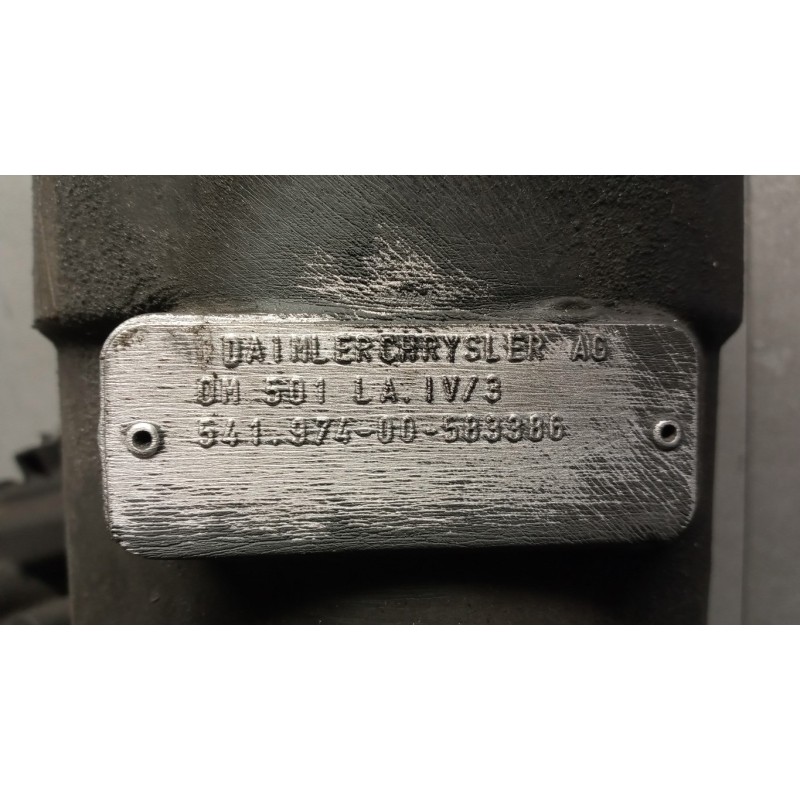 DAIMLERCHRYSLER AG
OM 501 LA.IV/3
541.974-00-583386